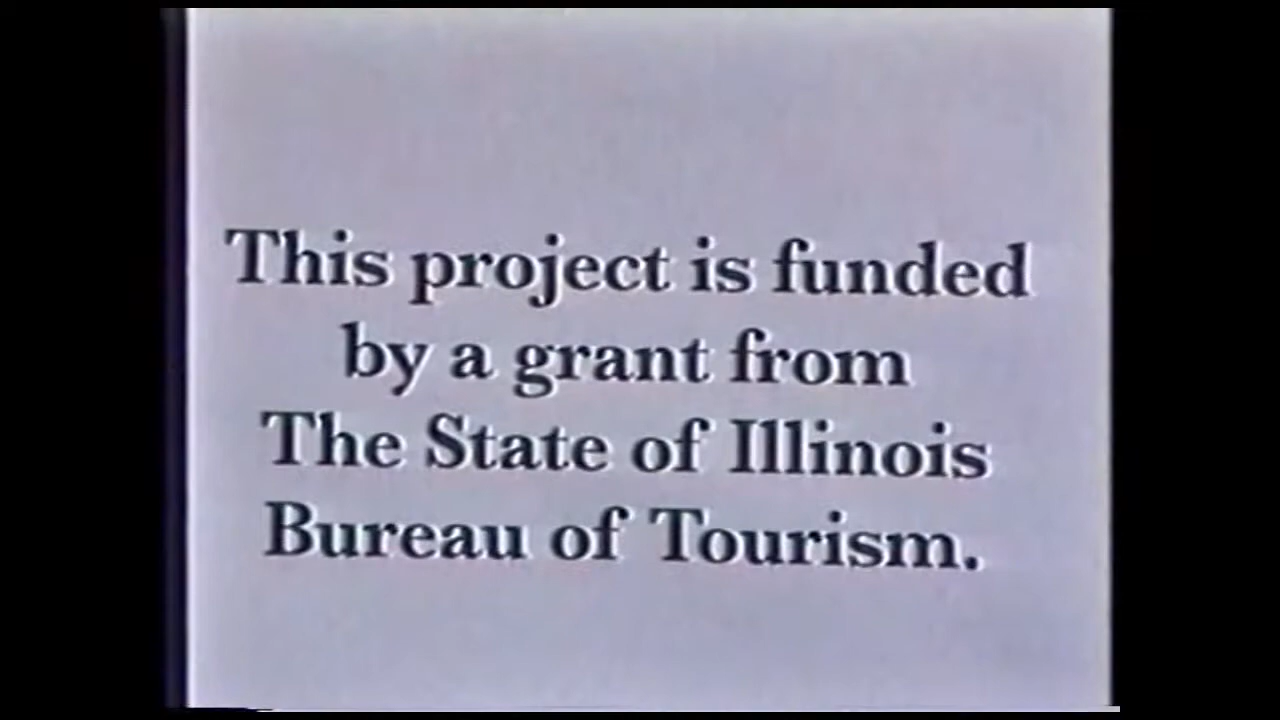 This project is funded
by a grant from
The State of Illinois
Bureau of Tourism.